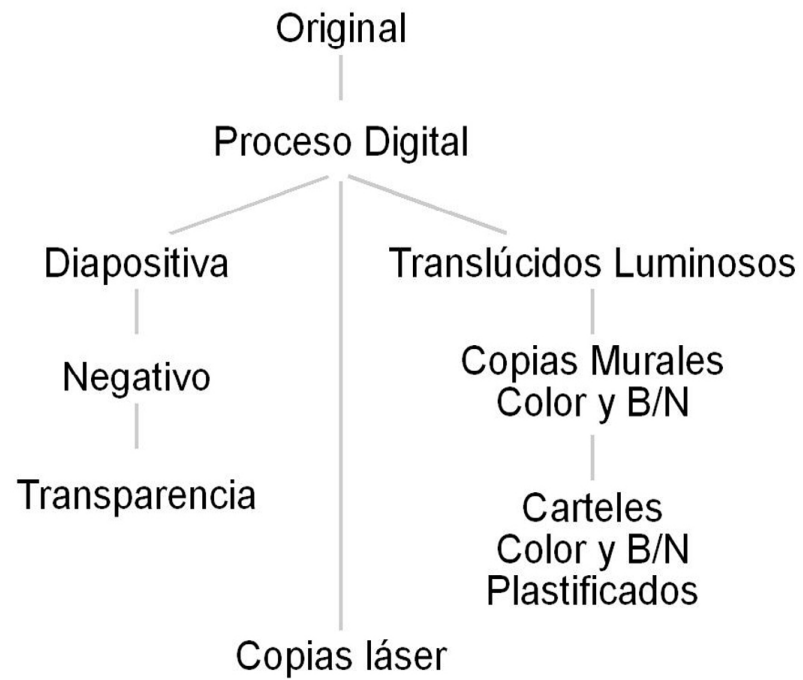 Original
Proceso Digital
Diapositiva
Translúcidos Luminosos
Negativo
Copias Murales
Color y B/N
Transparencia
Carteles
Color y B/N
Plastificados
Copias láser